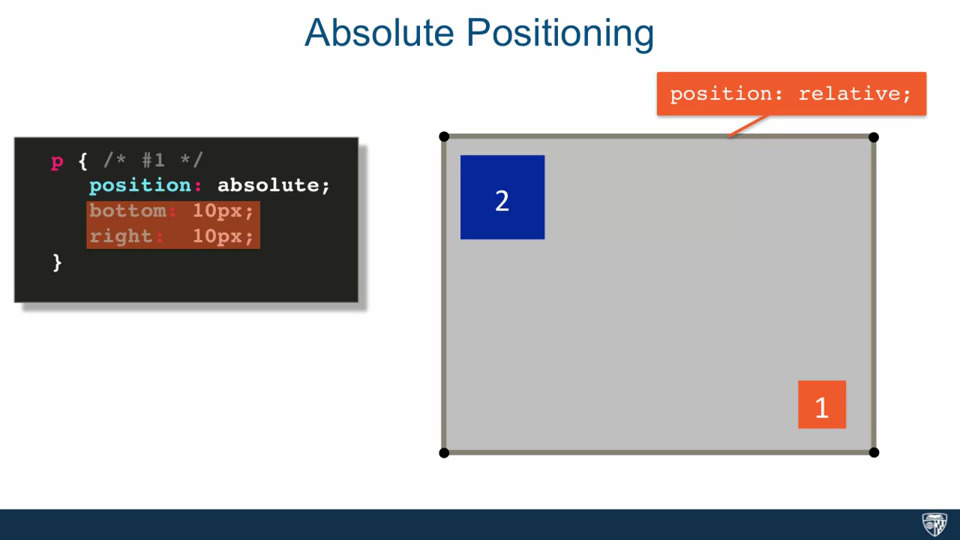 Absolute Positioning
position: relative;
p { /* #1 */
position: absolute;
bottom: 10px;
right: 10px;
}
2
1